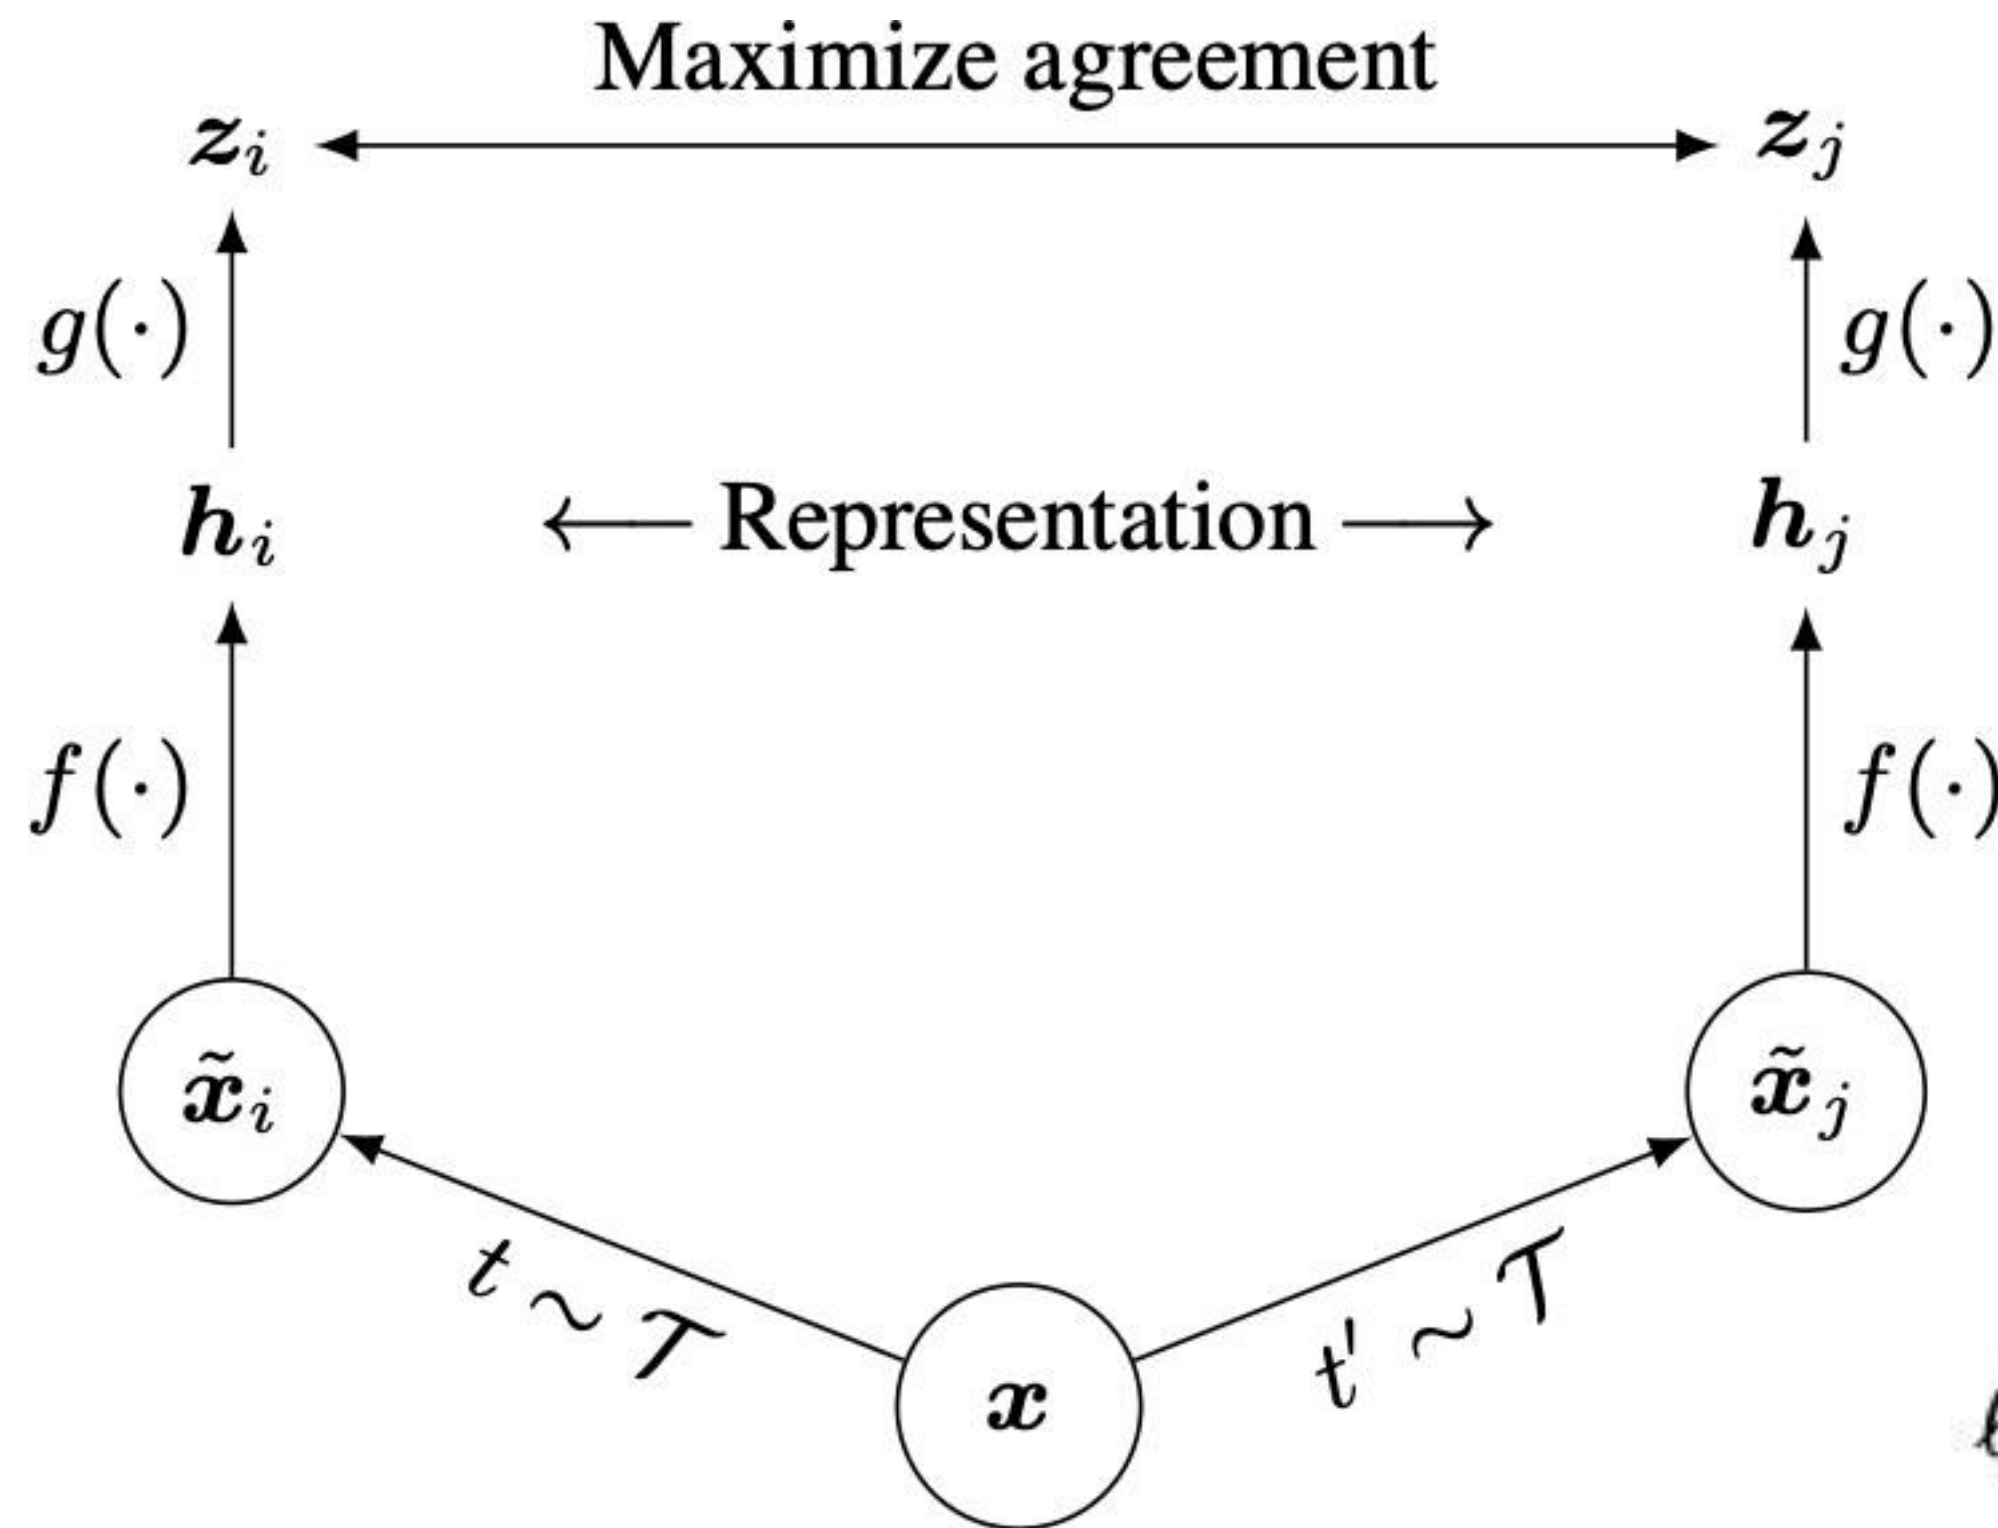 Maximize agreement
z_i z_j
g(·) g(·)
h_i ← Representation → h_j
f(·) f(·)
x̃_i x̃_j
t ~ 𝒯 t' ~ 𝒯
x